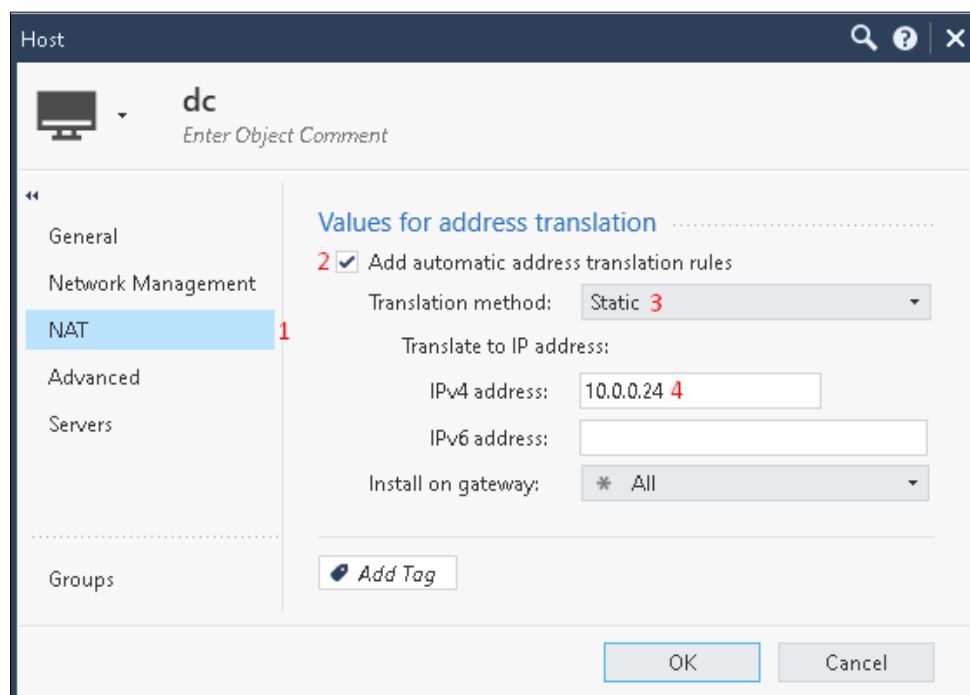 Host
dc
Enter Object Comment
General
Network Management
NAT 1
Advanced
Servers
Groups
Values for address translation
2 Add automatic address translation rules
Translation method: Static 3
Translate to IP address:
IPv4 address: 10.0.0.24 4
IPv6 address:
Install on gateway: All
Add Tag
OK Cancel